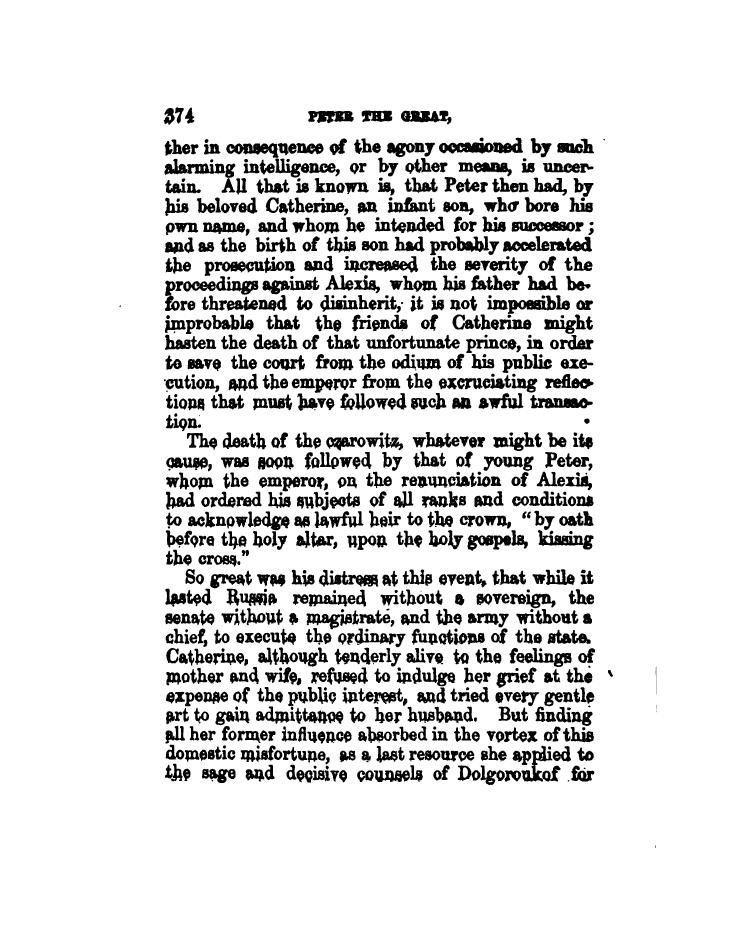 374 PETER THE GREAT,
ther in consequence of the agony occasioned by such
alarming intelligence, or by other means, is uncer-
tain. All that is known is, that Peter then had, by
his beloved Catherine, an infant son, who bore his
own name, and whom he intended for his successor;
and as the birth of this son had probably accelerated
the prosecution and increased the severity of the
proceedings against Alexis, whom his father had be-
fore threatened to disinherit, it is not impossible or
improbable that the friends of Catherine might
hasten the death of that unfortunate prince, in order
to save the court from the odium of his public exe-
cution, and the emperor from the excruciating reflec-
tions that must have followed such an awful transac-
tion.
The death of the czarowitz, whatever might be its
cause, was soon followed by that of young Peter,
whom the emperor, on the renunciation of Alexis,
had ordered his subjects of all ranks and conditions
to acknowledge as lawful heir to the crown, "by oath
before the holy altar, upon the holy gospels, kissing
the cross."
So great was his distress at this event, that while it
lasted Russia remained without a sovereign, the
senate without a magistrate, and the army without a
chief, to execute the ordinary functions of the state.
Catherine, although tenderly alive to the feelings of
mother and wife, refused to indulge her grief at the
expense of the public interest, and tried every gentle
art to gain admittance to her husband. But finding
all her former influence absorbed in the vortex of this
domestic misfortune, as a last resource she applied to
the sage and decisive counsels of Dolgoroukof for